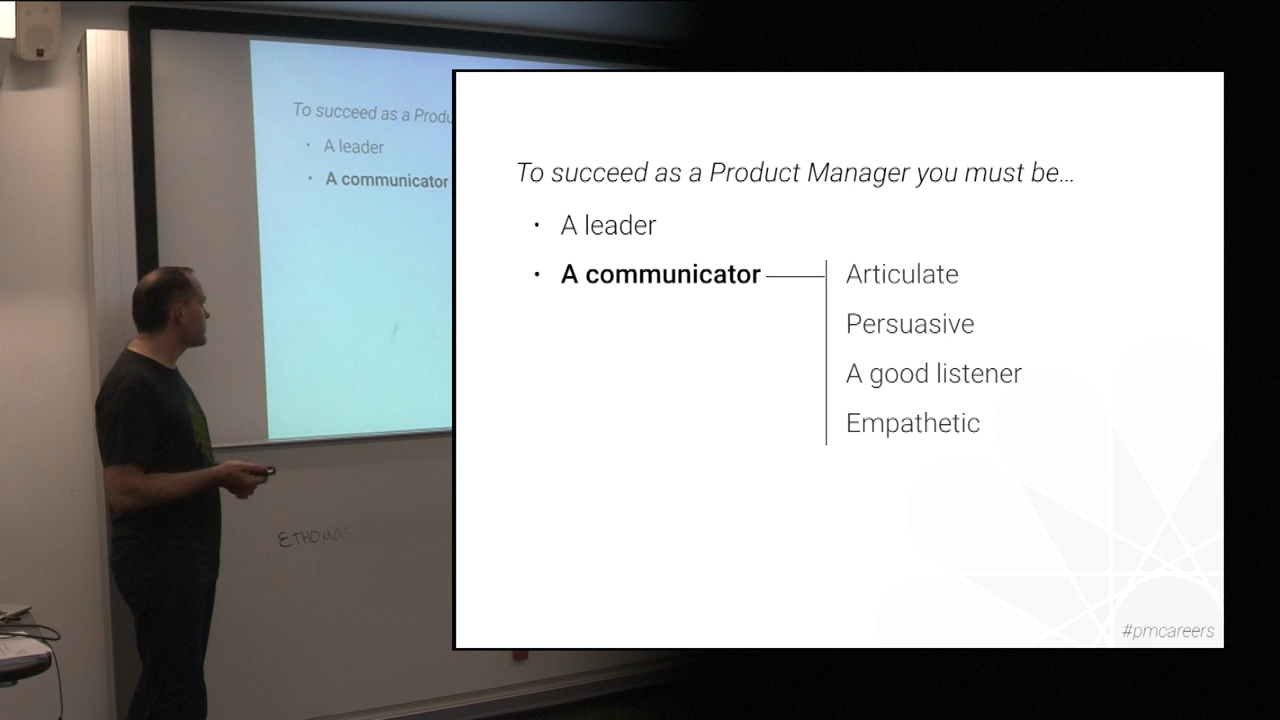 To succeed as a Produ
• A leader
• A communicator
ETHOMAS
To succeed as a Product Manager you must be...
• A leader
• A communicator
Articulate
Persuasive
A good listener
Empathetic
#pmcareers